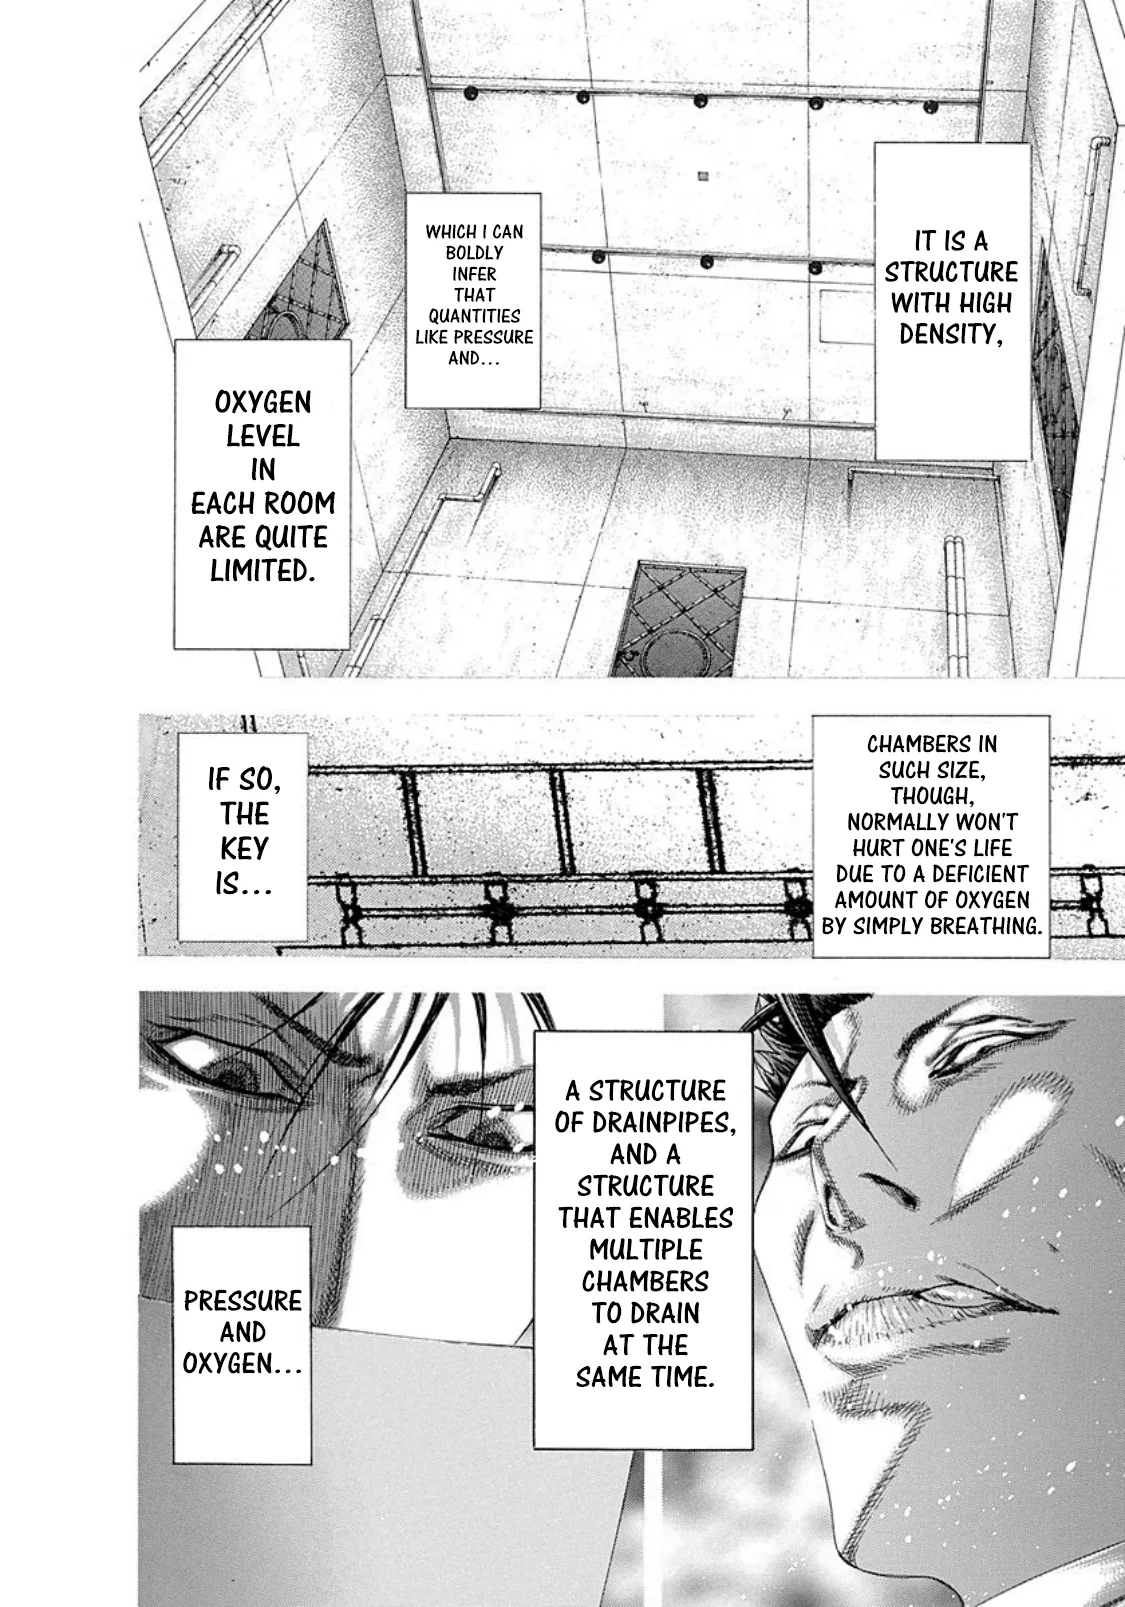 IT IS A
STRUCTURE
WITH HIGH
DENSITY,
WHICH I CAN
BOLDLY
INFER
THAT
QUANTITIES
LIKE PRESSURE
AND...
OXYGEN
LEVEL
IN
EACH ROOM
ARE QUITE
LIMITED.
CHAMBERS IN
SUCH SIZE,
THOUGH,
NORMALLY WON'T
HURT ONE'S LIFE
DUE TO A DEFICIENT
AMOUNT OF OXYGEN
BY SIMPLY BREATHING.
IF SO,
THE
KEY
IS...
A STRUCTURE
OF DRAINPIPES,
AND A
STRUCTURE
THAT ENABLES
MULTIPLE
CHAMBERS
TO DRAIN
AT THE
SAME TIME.
PRESSURE
AND
OXYGEN...